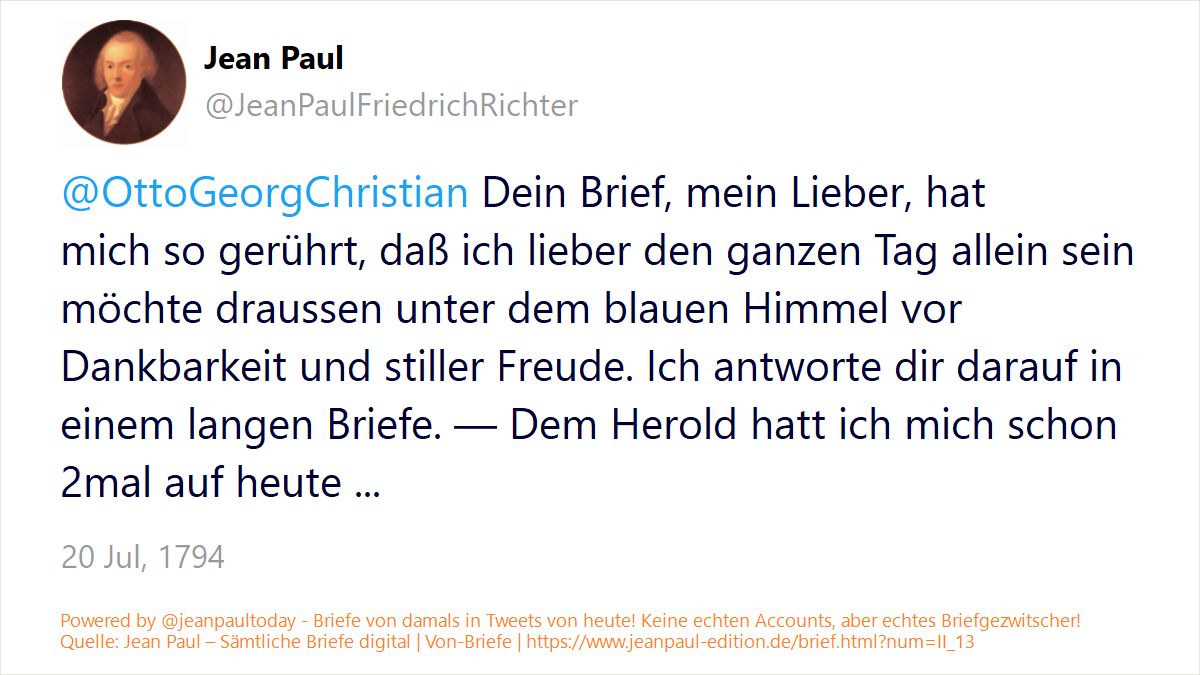 Jean Paul
@JeanPaulFriedrichRichter
@OttoGeorgChristian Dein Brief, mein Lieber, hat
mich so gerührt, daß ich lieber den ganzen Tag allein sein
möchte draussen unter dem blauen Himmel vor
Dankbarkeit und stiller Freude. Ich antworte dir darauf in
einem langen Briefe. — Dem Herold hatt ich mich schon
2mal auf heute ...
20 Jul, 1794
Powered by @jeanpaultoday - Briefe von damals in Tweets von heute! Keine echten Accounts, aber echtes Briefgezwitscher!
Quelle: Jean Paul – Sämtliche Briefe digital | Von-Briefe | https://www.jeanpaul-edition.de/brief.html?num=II_13